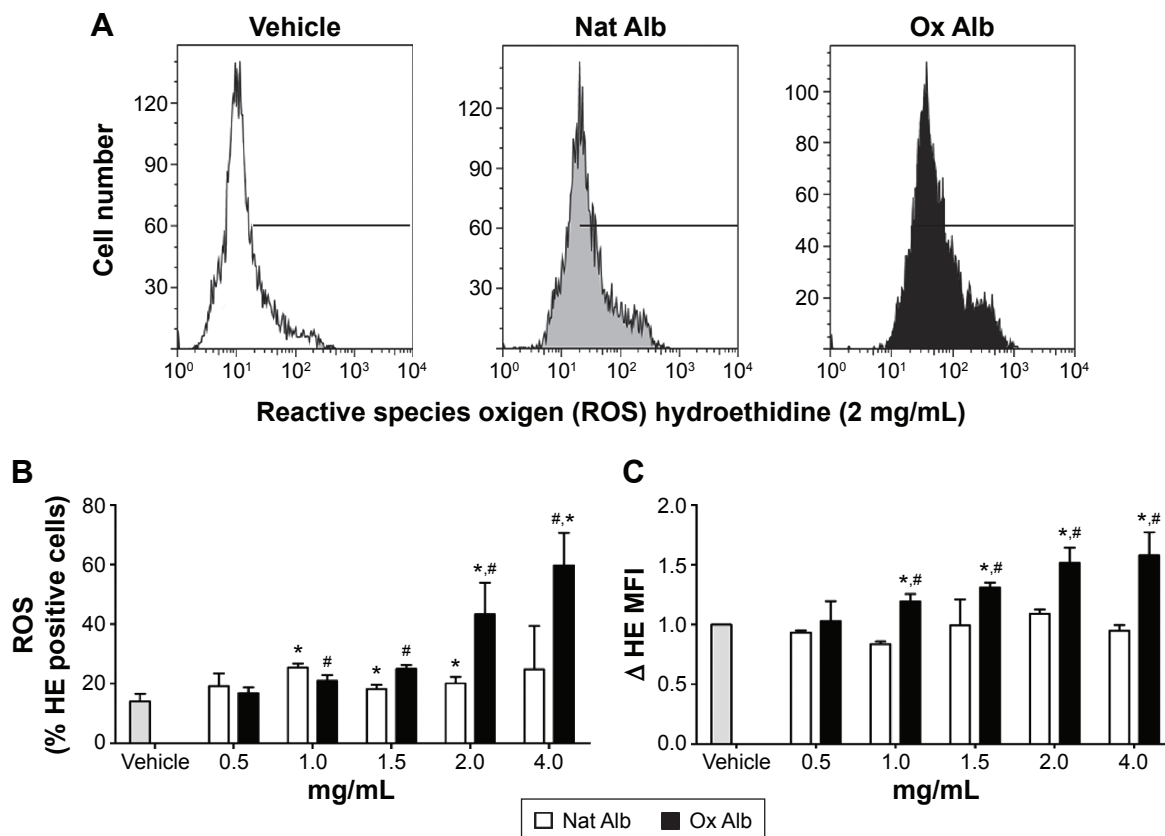 A
Vehicle
Nat Alb
Ox Alb
Cell number
120
90
60
30
10⁰ 10¹ 10² 10³ 10⁴
120
90
60
30
10⁰ 10¹ 10² 10³ 10⁴
100
80
60
40
20
10⁰ 10¹ 10² 10³ 10⁴
Reactive species oxigen (ROS) hydroethidine (2 mg/mL)
B
ROS
(% HE positive cells)
80
60
40
20
0
*
#
*
#
*
*,#
#,*
Vehicle 0.5 1.0 1.5 2.0 4.0
mg/mL
C
Δ HE MFI
2.0
1.5
1.0
0.5
0
*,#
*,#
*,#
*,#
Vehicle 0.5 1.0 1.5 2.0 4.0
mg/mL
Nat Alb Ox Alb